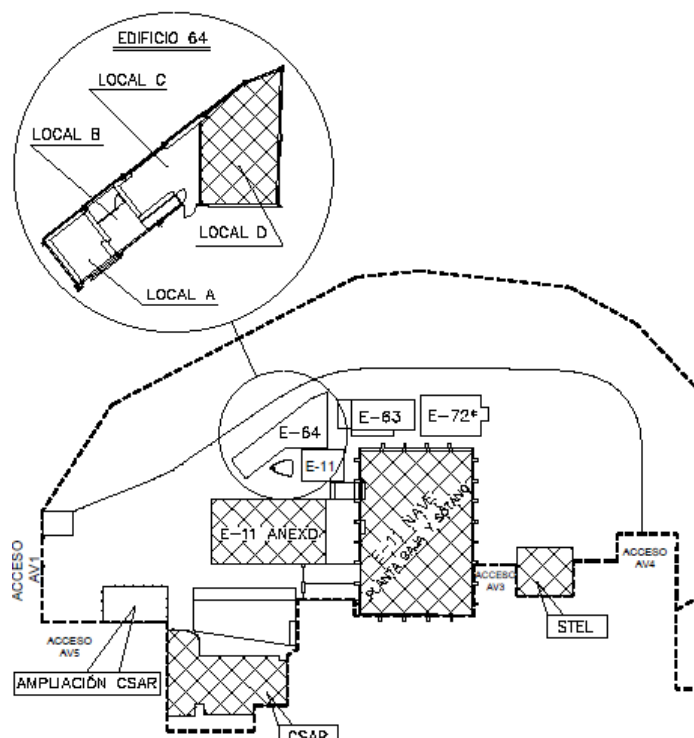 EDIFICIO 64
LOCAL C
LOCAL B
LOCAL D
LOCAL A
E-64
E-63
E-72*
E-11
E-11 NAVE
PLANTA BAJA Y SÓTANO
E-11 ANEXO
ACCESO
AV1
ACCESO
AV3
ACCESO
AV4
STEL
ACCESO
AV5
AMPLIACIÓN CSAR
CSAR